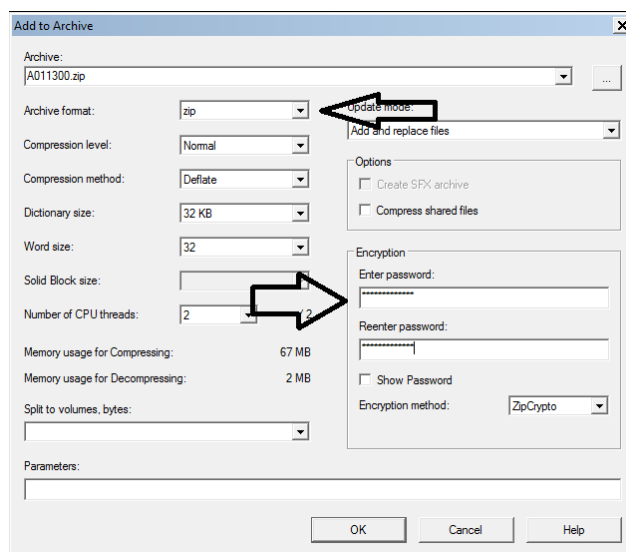 Add to Archive
Archive:
A011300.zip
...
Archive format: zip
Update mode:
Add and replace files
Compression level: Normal
Options
Create SFX archive
Compress shared files
Compression method: Deflate
Dictionary size: 32 KB
Word size: 32
Encryption
Enter password:
*************
Solid Block size:
Number of CPU threads: 2 / 2
Reenter password:
*************
Memory usage for Compressing: 67 MB
Memory usage for Decompressing: 2 MB
Show Password
Encryption method: ZipCrypto
Split to volumes, bytes:
Parameters:
OK Cancel Help